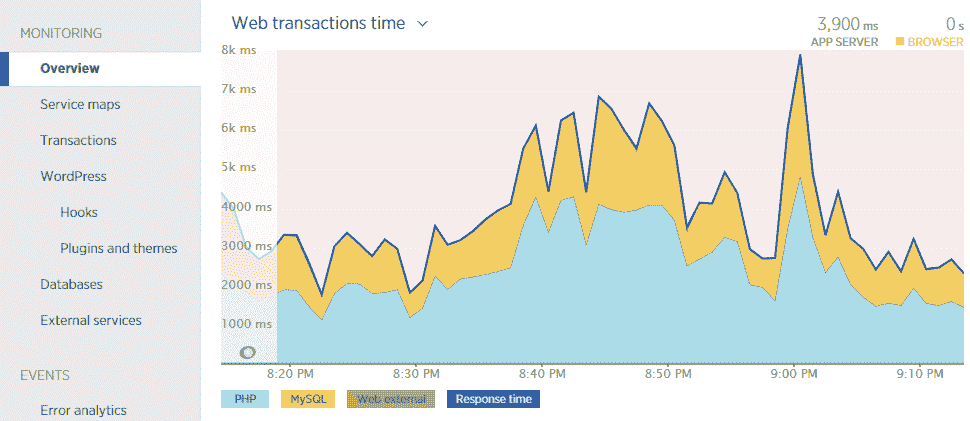 MONITORING
Overview
Service maps
Transactions
WordPress
Hooks
Plugins and themes
Databases
External services
EVENTS
Error analytics
Web transactions time
3,900 ms
APP SERVER
0 s
BROWSER
8k ms
7k ms
6k ms
5k ms
4000 ms
3000 ms
2000 ms
1000 ms
8:20 PM 8:30 PM 8:40 PM 8:50 PM 9:00 PM 9:10 PM
PHP MySQL Web external Response time